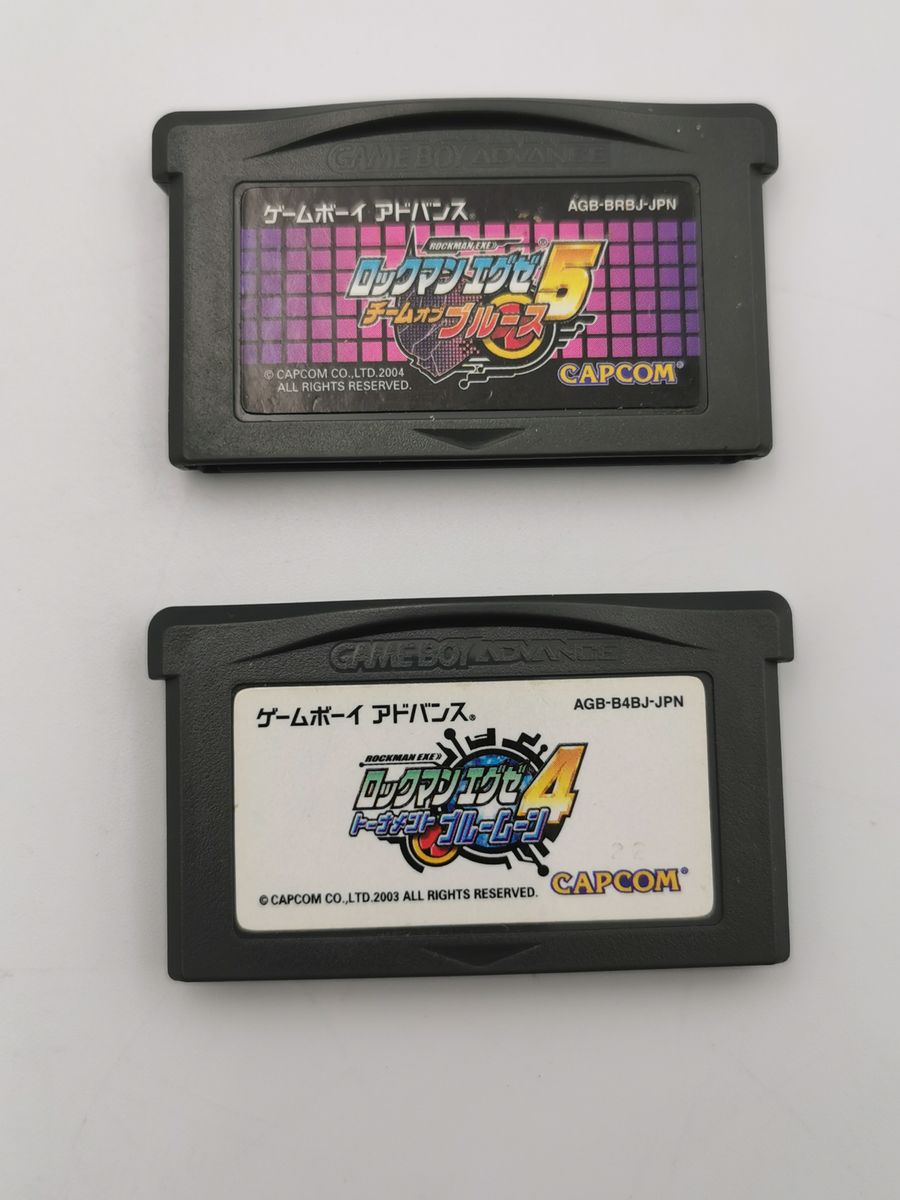 GAME BOY ADVANCE
ゲームボーイ アドバンス®
AGB-BRBJ-JPN
ROCKMAN EXE
ロックマン エグゼ® 5
チームオブ ブルース
© CAPCOM CO.,LTD.2004
ALL RIGHTS RESERVED.
CAPCOM®
GAME BOY ADVANCE
ゲームボーイ アドバンス®
AGB-B4BJ-JPN
ROCKMAN EXE
ロックマン エグゼ 4
トーナメント ブルームーン
22
© CAPCOM CO.,LTD.2003 ALL RIGHTS RESERVED.
CAPCOM®